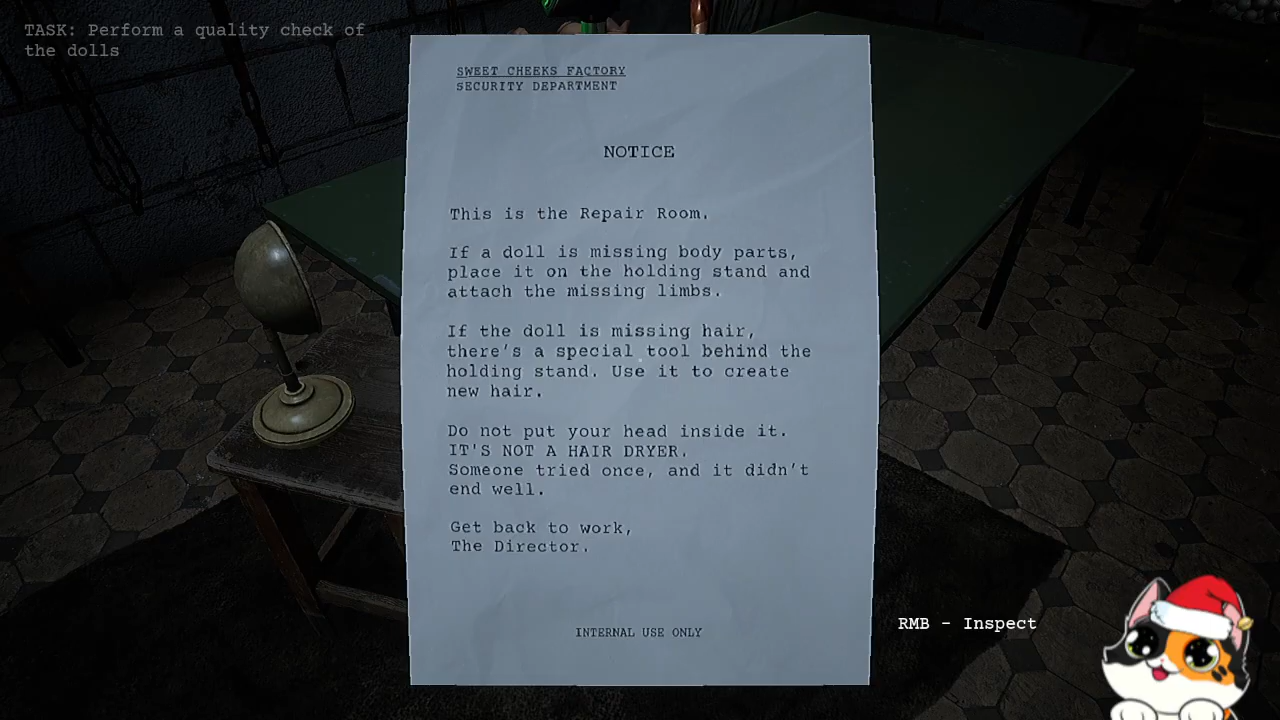 TASK: Perform a quality check of
the dolls
SWEET CHEEKS FACTORY
SECURITY DEPARTMENT
NOTICE
This is the Repair Room.
If a doll is missing body parts,
place it on the holding stand and
attach the missing limbs.
If the doll is missing hair,
there's a special tool behind the
holding stand. Use it to create
new hair.
Do not put your head inside it.
IT'S NOT A HAIR DRYER.
Someone tried once, and it didn't
end well.
Get back to work,
The Director.
INTERNAL USE ONLY
RMB - Inspect